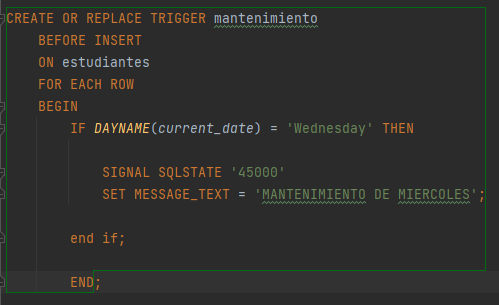 CREATE OR REPLACE TRIGGER mantenimiento
BEFORE INSERT
ON estudiantes
FOR EACH ROW
BEGIN
IF DAYNAME(current_date) = 'Wednesday' THEN
SIGNAL SQLSTATE '45000'
SET MESSAGE_TEXT = 'MANTENIMIENTO DE MIERCOLES';
end if;
END;